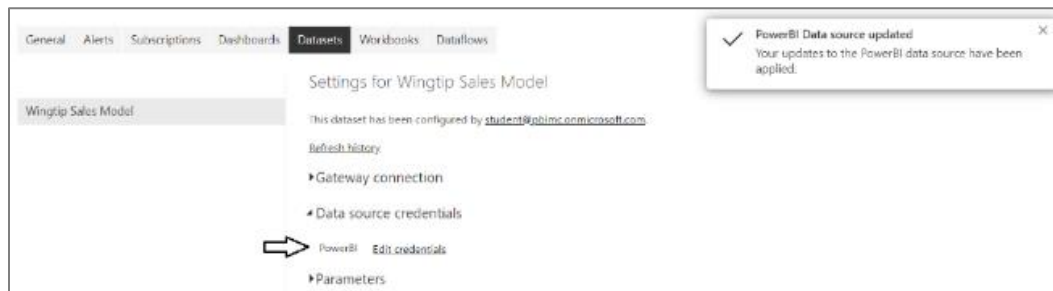 General Alerts Subscriptions Dashboards Datasets Workbooks Dataflows
PowerBI Data source updated
Your updates to the PowerBI data source have been
applied.
Settings for Wingtip Sales Model
Wingtip Sales Model
This dataset has been configured by student@pbimc.onmicrosoft.com.
Refresh history
Gateway connection
Data source credentials
PowerBI Edit credentials
Parameters